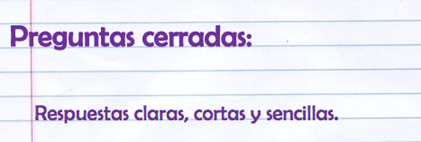 Preguntas cerradas:
Respuestas claras, cortas y sencillas.